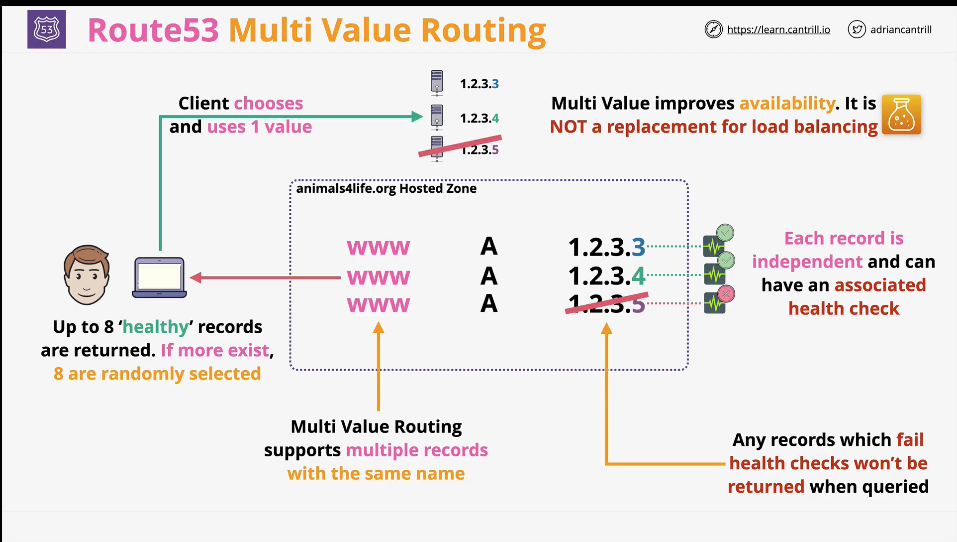 53
Route53 Multi Value Routing
https://learn.cantrill.io
adriancantrill
1.2.3.3
1.2.3.4
1.2.3.5
Client chooses
and uses 1 value
Multi Value improves availability. It is
NOT a replacement for load balancing
animals4life.org Hosted Zone
www A 1.2.3.3
www A 1.2.3.4
www A 1.2.3.5
Each record is
independent and can
have an associated
health check
Up to 8 ‘healthy’ records
are returned. If more exist,
8 are randomly selected
Multi Value Routing
supports multiple records
with the same name
Any records which fail
health checks won’t be
returned when queried